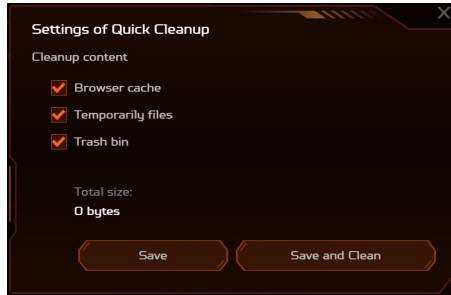 Settings of Quick Cleanup
Cleanup content
Browser cache
Temporarily files
Trash bin
Total size:
0 bytes
Save
Save and Clean